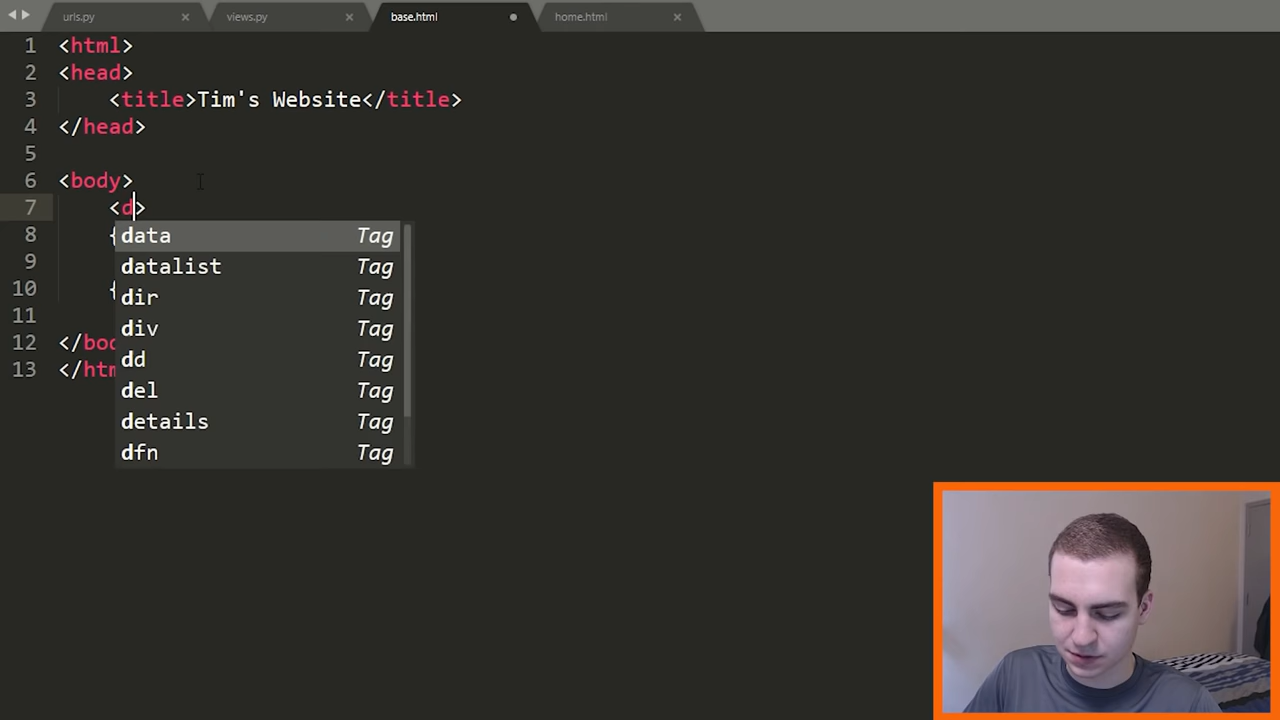 urls.py × views.py × base.html home.html ×
1 <html>
2 <head>
3 <title>Tim's Website</title>
4 </head>
5
6 <body>
7 <d>
8 {
9
10 {
11
12 </bod
13 </htm
data Tag
datalist Tag
dir Tag
div Tag
dd Tag
del Tag
details Tag
dfn Tag